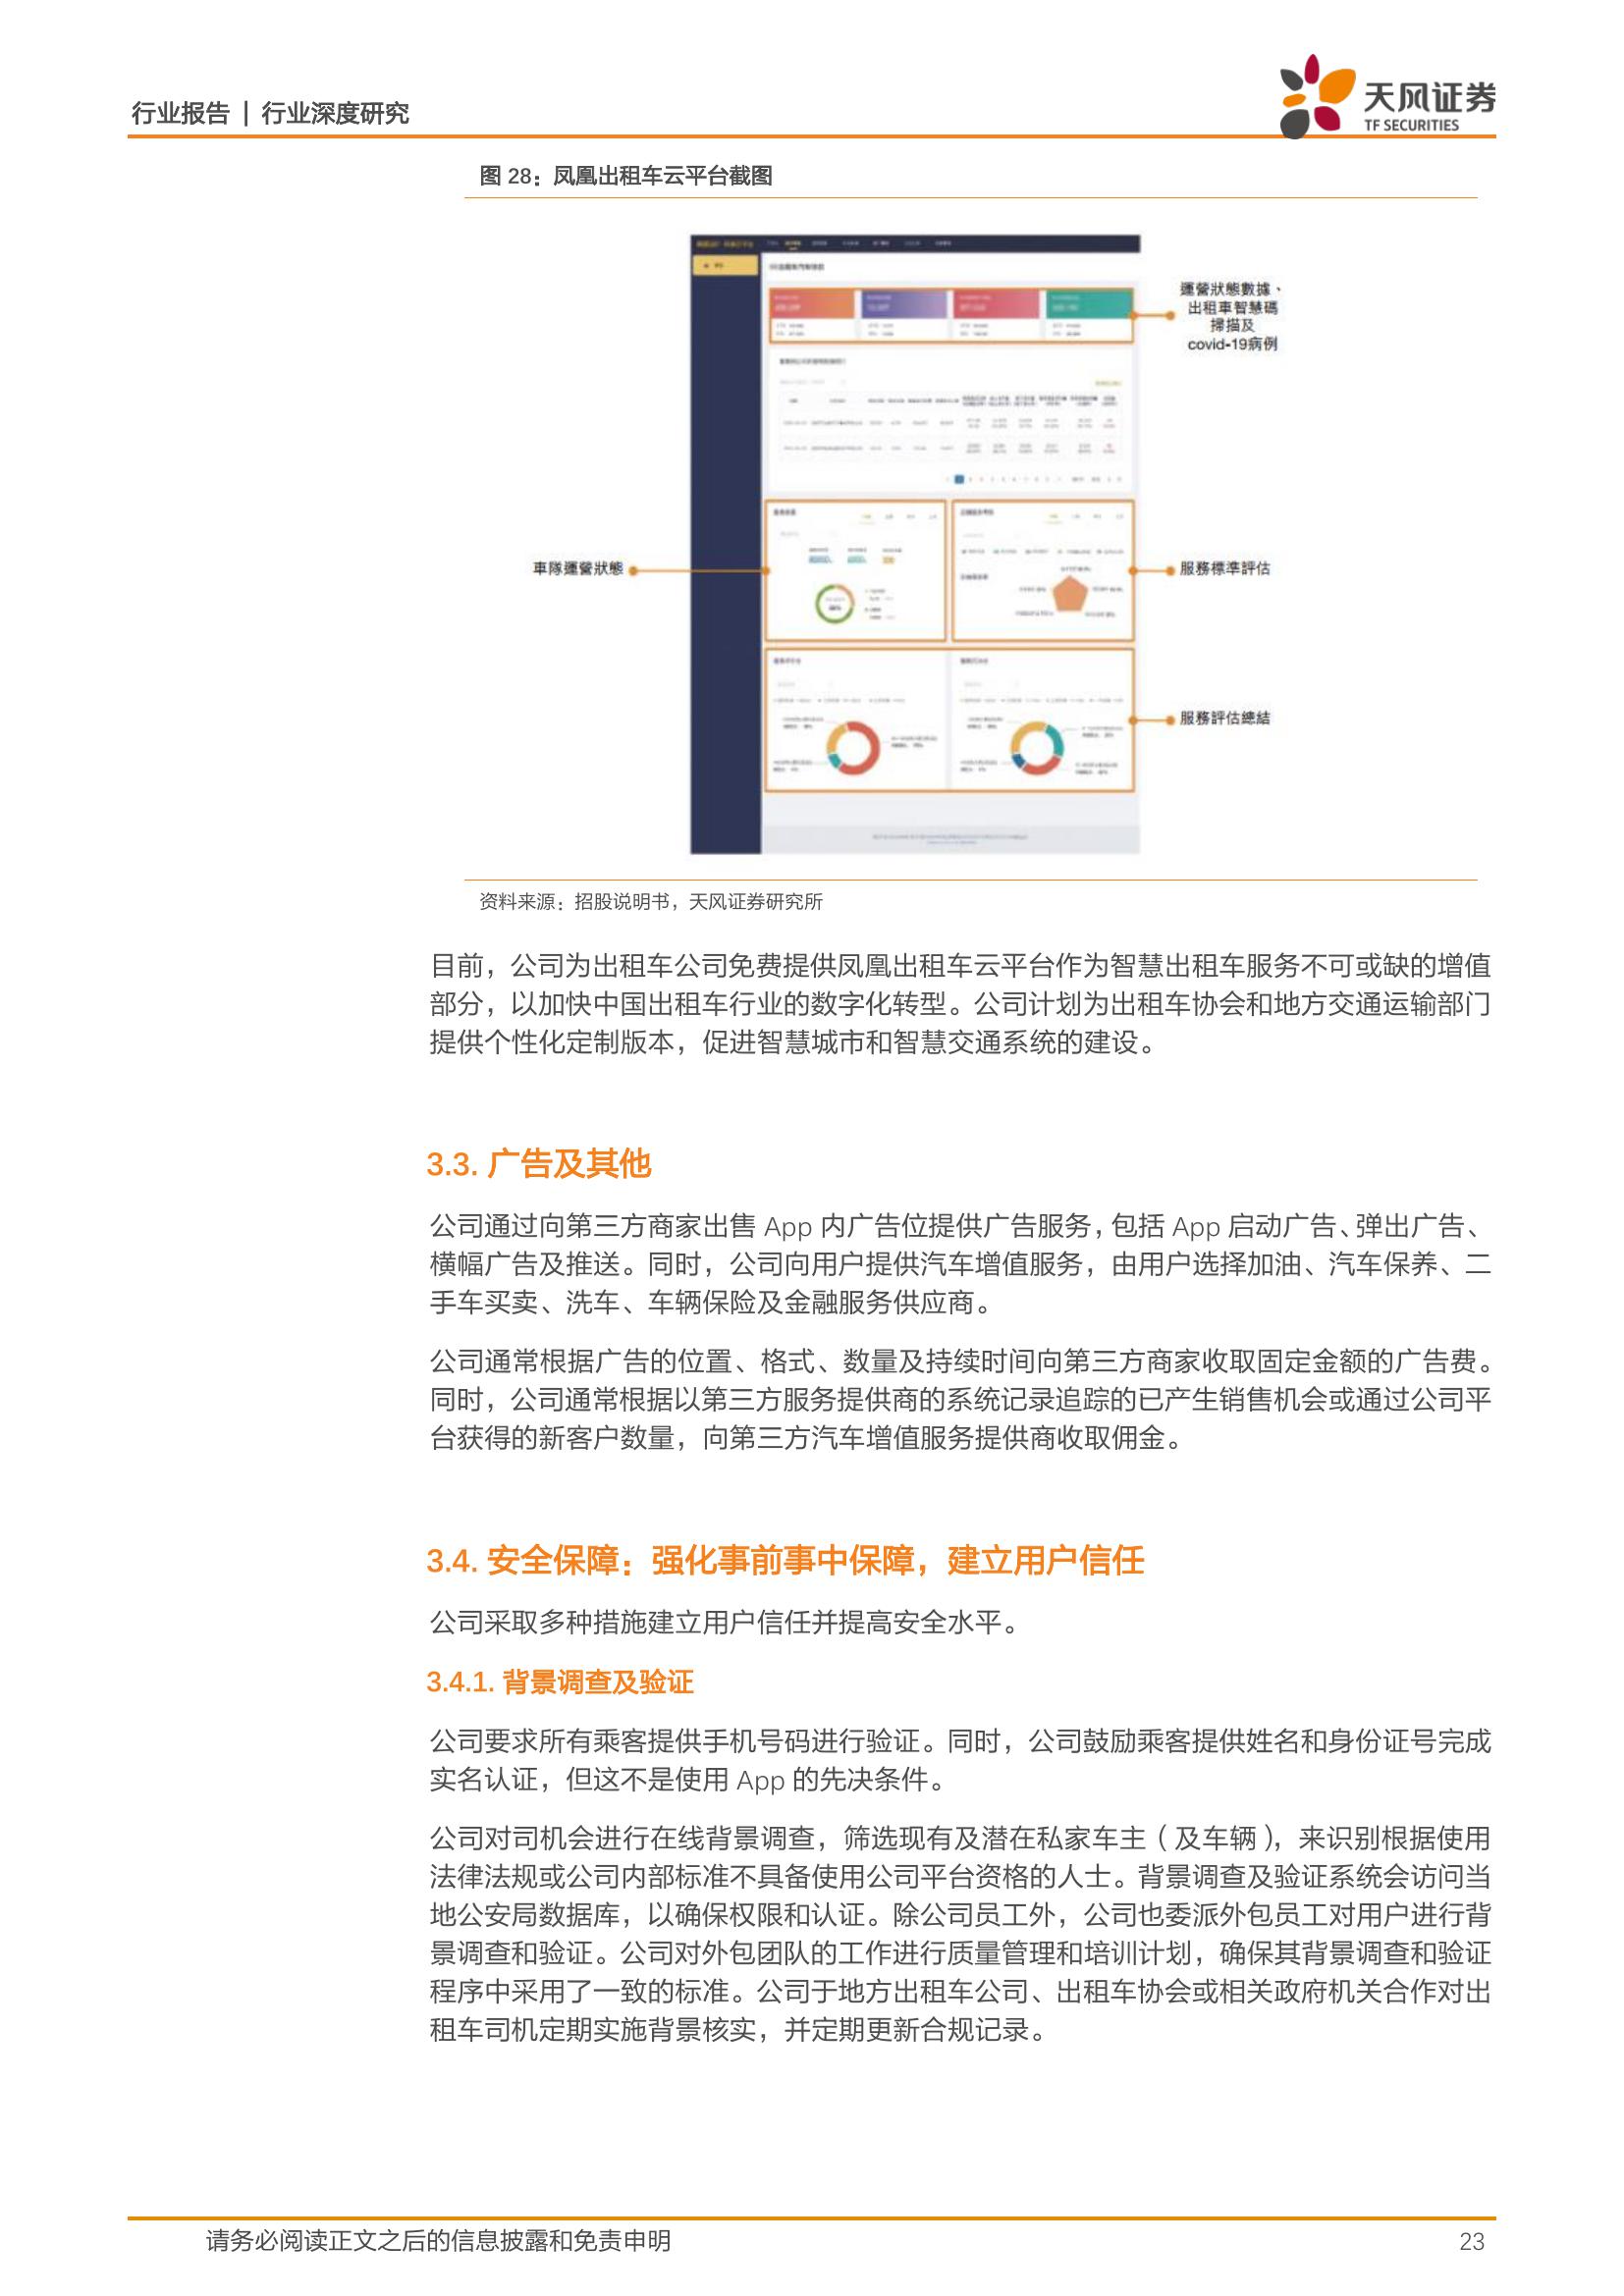 行业报告 | 行业深度研究
天风证券
TF SECURITIES
图 28：凤凰出租车云平台截图
運營狀態數據、
出租車智慧碼
掃描及
covid-19病例
車隊運營狀態
服務標準評估
服務評估總結
资料来源：招股说明书，天风证券研究所
目前，公司为出租车公司免费提供凤凰出租车云平台作为智慧出租车服务不可或缺的增值
部分，以加快中国出租车行业的数字化转型。公司计划为出租车协会和地方交通运输部门
提供个性化定制版本，促进智慧城市和智慧交通系统的建设。
3.3. 广告及其他
公司通过向第三方商家出售 App 内广告位提供广告服务，包括 App 启动广告、弹出广告、
横幅广告及推送。同时，公司向用户提供汽车增值服务，由用户选择加油、汽车保养、二
手车买卖、洗车、车辆保险及金融服务供应商。
公司通常根据广告的位置、格式、数量及持续时间向第三方商家收取固定金额的广告费。
同时，公司通常根据以第三方服务提供商的系统记录追踪的已产生销售机会或通过公司平
台获得的新客户数量，向第三方汽车增值服务提供商收取佣金。
3.4. 安全保障：强化事前事中保障，建立用户信任
公司采取多种措施建立用户信任并提高安全水平。
3.4.1. 背景调查及验证
公司要求所有乘客提供手机号码进行验证。同时，公司鼓励乘客提供姓名和身份证号完成
实名认证，但这不是使用 App 的先决条件。
公司对司机会进行在线背景调查，筛选现有及潜在私家车主（及车辆），来识别根据使用
法律法规或公司内部标准不具备使用公司平台资格的人士。背景调查及验证系统会访问当
地公安局数据库，以确保权限和认证。除公司员工外，公司也委派外包员工对用户进行背
景调查和验证。公司对外包团队的工作进行质量管理和培训计划，确保其背景调查和验证
程序中采用了一致的标准。公司于地方出租车公司、出租车协会或相关政府机关合作对出
租车司机定期实施背景核实，并定期更新合规记录。
请务必阅读正文之后的信息披露和免责申明
23